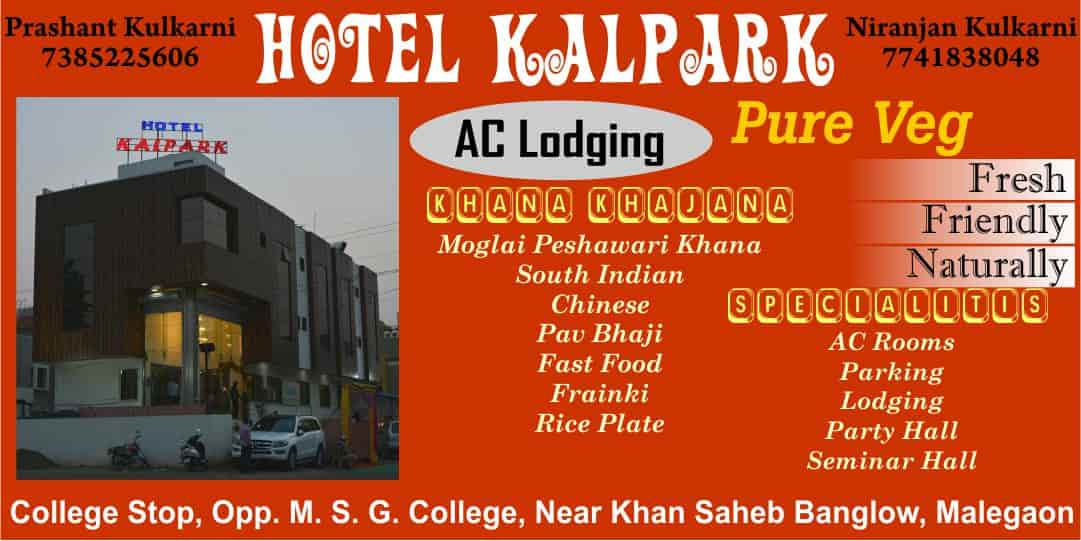 Prashant Kulkarni
7385225606
HOTEL KALPARK
Niranjan Kulkarni
7741838048
HOTEL
KALPARK
AC Lodging
Pure Veg
Fresh
Friendly
Naturally
KHANA KHAJANA
Moglai Peshawari Khana
South Indian
Chinese
Pav Bhaji
Fast Food
Frainki
Rice Plate
SPECIALITIS
AC Rooms
Parking
Lodging
Party Hall
Seminar Hall
College Stop, Opp. M. S. G. College, Near Khan Saheb Banglow, Malegaon